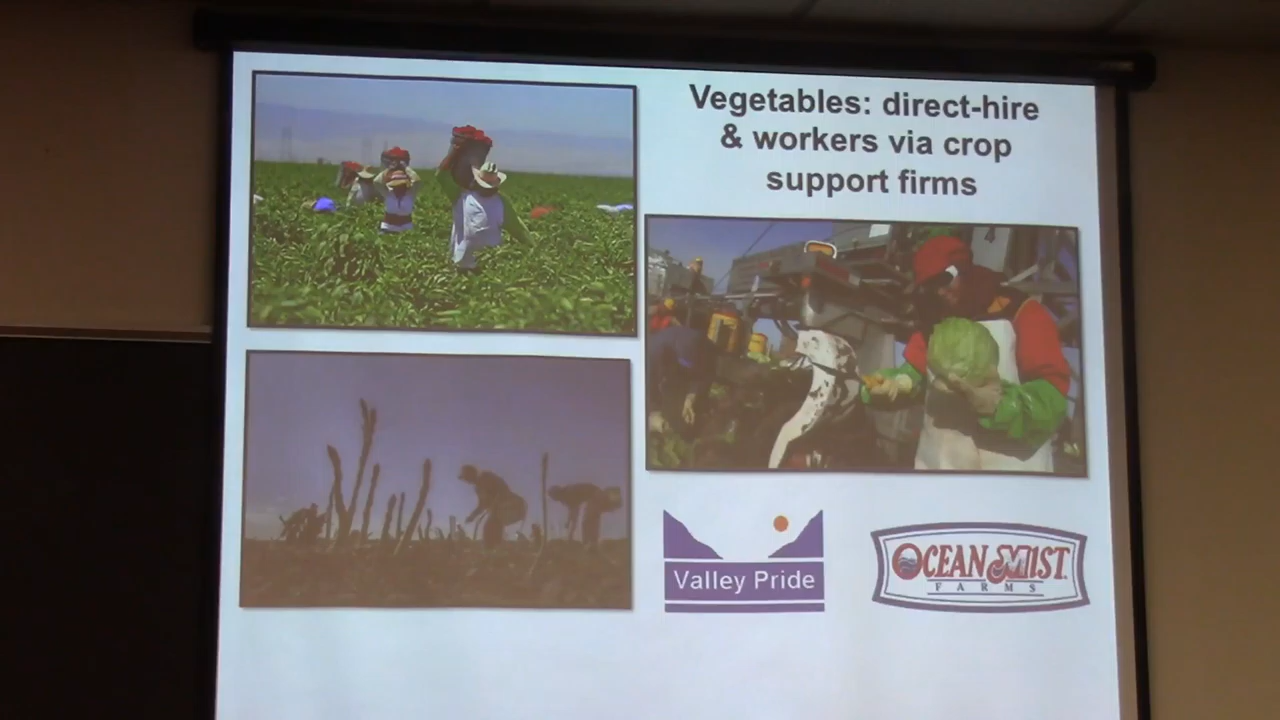 Vegetables: direct-hire
& workers via crop
support firms
Valley Pride
OCEAN MIST
FARMS